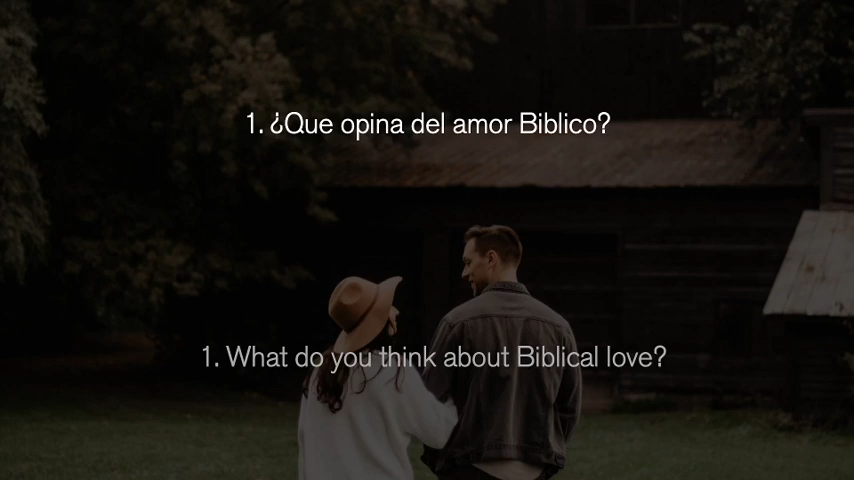 1. ¿Que opina del amor Biblico?
1. What do you think about Biblical love?